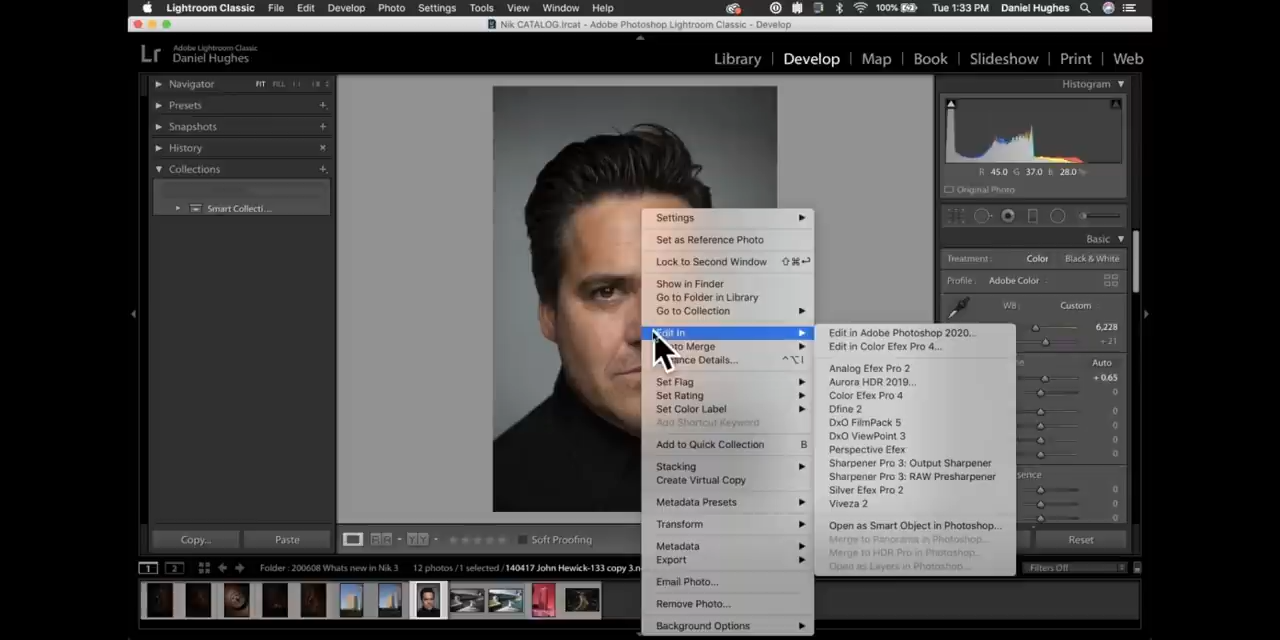 Lightroom Classic File Edit Develop Photo Settings Tools View Window Help 100% Tue 1:33 PM Daniel Hughes
Nik CATALOG.lrcat - Adobe Photoshop Lightroom Classic - Develop
Lr Adobe Lightroom Classic
Daniel Hughes
Library | Develop | Map | Book | Slideshow | Print | Web
Navigator FIT FILL
Presets
Snapshots
History
Collections
Smart Collecti...
Copy...
Paste
Settings
Set as Reference Photo
Lock to Second Window ⇧⌘↩
Show in Finder
Go to Folder in Library
Go to Collection
Edit In
Set Flag
Set Rating
Set Color Label
Add Shortcut Keyword
Add to Quick Collection B
Stacking
Create Virtual Copy
Metadata Presets
Transform
Metadata
Export
Email Photo...
Remove Photo...
Background Options
Edit in Adobe Photoshop 2020...
Edit in Color Efex Pro 4...
Analog Efex Pro 2
Aurora HDR 2019...
Color Efex Pro 4
Dfine 2
DxO FilmPack 5
DxO ViewPoint 3
Perspective Efex
Sharpener Pro 3: Output Sharpener
Sharpener Pro 3: RAW Presharpener
Silver Efex Pro 2
Viveza 2
Open as Smart Object in Photoshop...
Merge to Panorama in Photoshop...
Merge to HDR Pro in Photoshop...
Open as Layers in Photoshop...
Histogram
R 45.0 G 37.0 B 28.0 %
Original Photo
Basic
Treatment: Color Black & White
Profile: Adobe Color
WB: Custom
6,228
+ 21
Auto
+ 0.65
0
0
0
0
0
0
0
0
Reset
Soft Proofing
1 2 Folder : 200608 Whats new in Nik 3 12 photos /1 selected /140417 John Hewick-133 copy 3.n
Filters Off